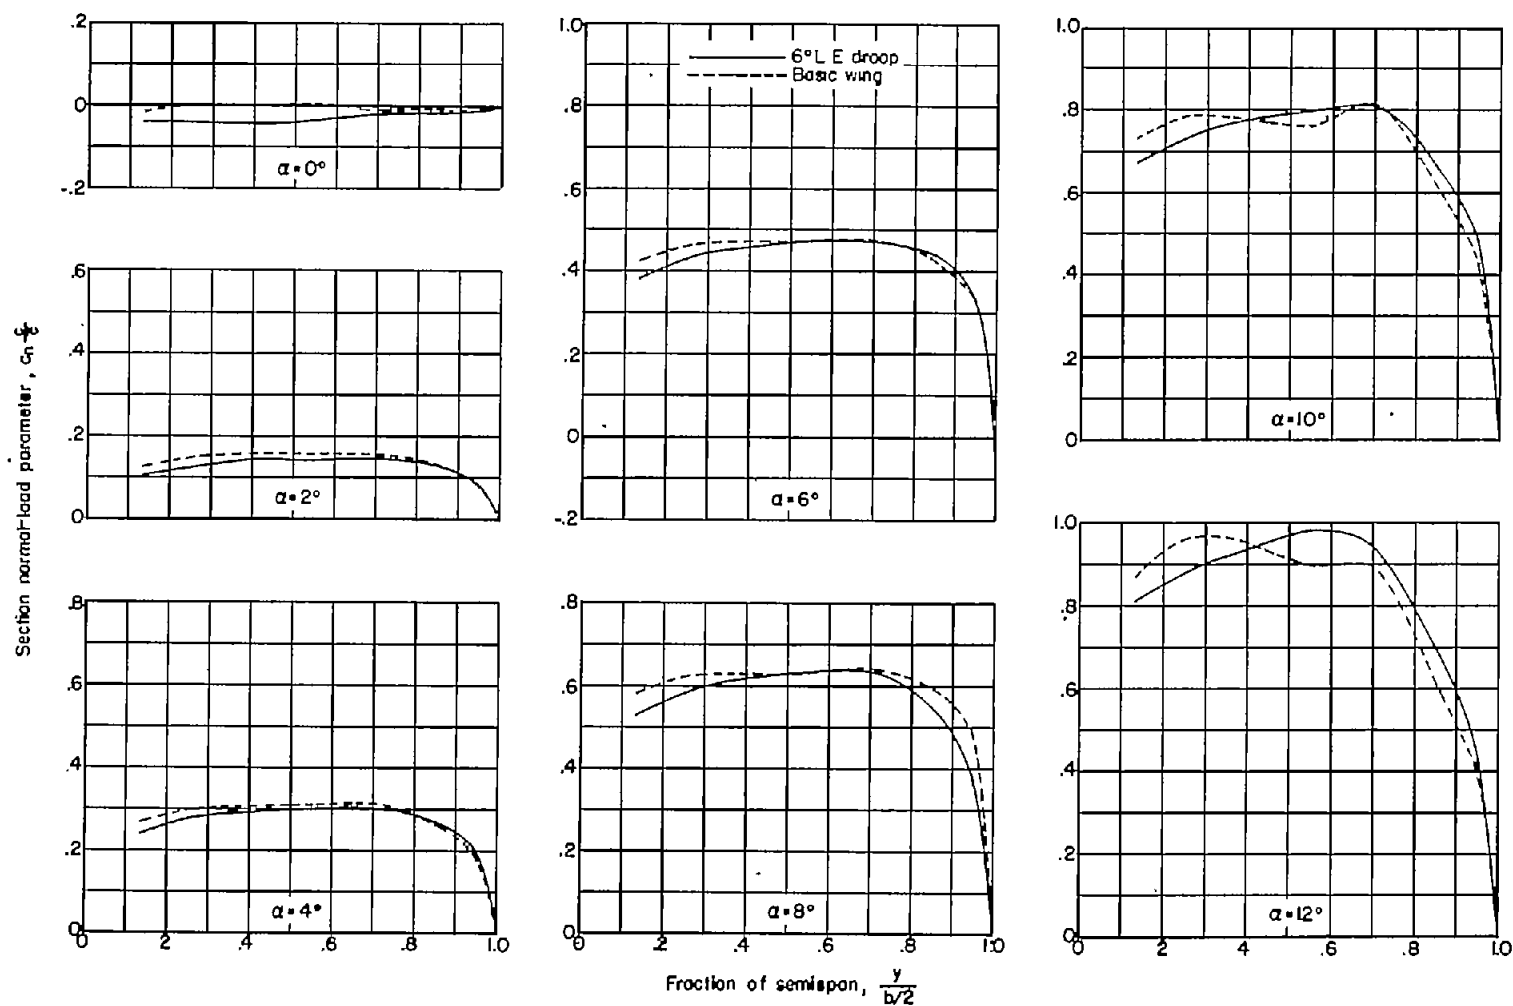 .2
0
-.2
α=0°
.6
.4
.2
0
α=2°
.8
.6
.4
.2
0
α=4°
0 .2 .4 .6 .8 1.0
1.0
.8
.6
.4
.2
0
-.2
6° L E droop
Basic wing
α=6°
.8
.6
.4
.2
0
α=8°
0 .2 .4 .6 .8 1.0
1.0
.8
.6
.4
.2
0
α=10°
1.0
.8
.6
.4
.2
0
α=12°
0 .2 .4 .6 .8 1.0
Section normal-load parameter, cₙ c/c̄
Fraction of semispan, y/b/2